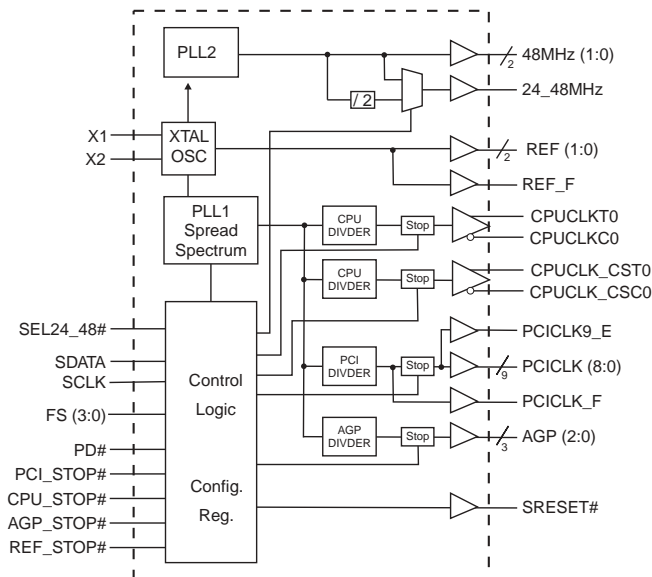 PLL2
48MHz (1:0)
2
/ 2
24_48MHz
X1
X2
XTAL
OSC
REF (1:0)
2
REF_F
PLL1
Spread
Spectrum
CPU
DIVDER
Stop
CPUCLKT0
CPUCLKC0
CPU
DIVDER
Stop
CPUCLK_CST0
CPUCLK_CSC0
SEL24_48#
SDATA
SCLK
FS (3:0)
PD#
PCI_STOP#
CPU_STOP#
AGP_STOP#
REF_STOP#
Control
Logic
Config.
Reg.
PCICLK9_E
PCI
DIVDER
Stop
PCICLK (8:0)
9
PCICLK_F
AGP
DIVDER
Stop
AGP (2:0)
3
SRESET#